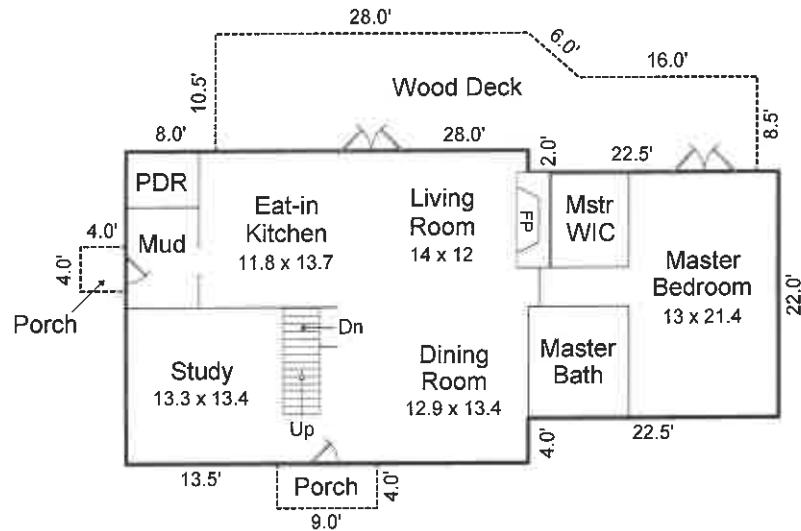 28.0'
6.0'
16.0'
10.5'
Wood Deck
8.5'
8.0'
28.0'
2.0'
22.5'
PDR
Eat-in
Kitchen
11.8 x 13.7
Living
Room
14 x 12
FP
Mstr
WIC
Mud
4.0'
4.0'
Porch
Master
Bedroom
13 x 21.4
22.0'
Dn
Study
13.3 x 13.4
Up
Dining
Room
12.9 x 13.4
Master
Bath
4.0'
22.5'
13.5'
Porch
4.0'
9.0'